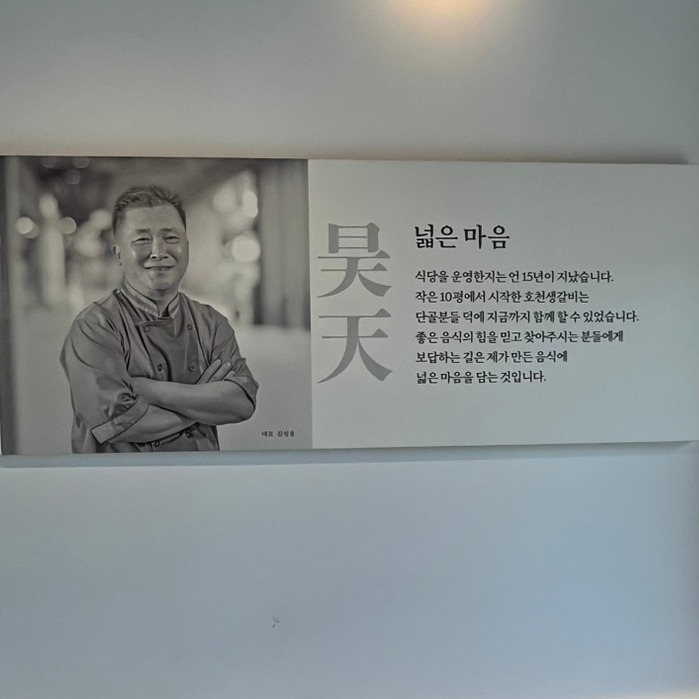 昊天
넓은 마음
식당을 운영한지는 언 15년이 지났습니다.
작은 10평에서 시작한 호천생갈비는
단골분들 덕에 지금까지 함께 할 수 있었습니다.
좋은 음식의 힘을 믿고 찾아주시는 분들에게
보답하는 길은 제가 만든 음식에
넓은 마음을 담는 것입니다.
대표 김성용